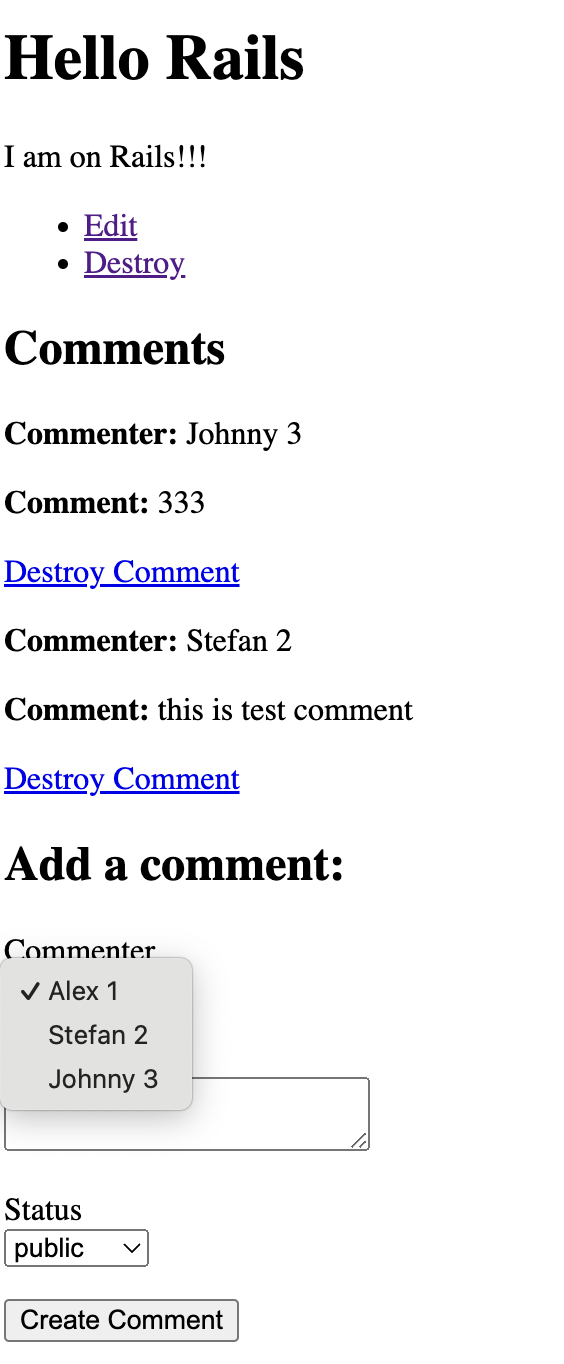 Hello Rails
I am on Rails!!!
Edit
Destroy
Comments
Commenter: Johnny 3
Comment: 333
Destroy Comment
Commenter: Stefan 2
Comment: this is test comment
Destroy Comment
Add a comment:
Commenter
Alex 1
Stefan 2
Johnny 3
Status
public
Create Comment